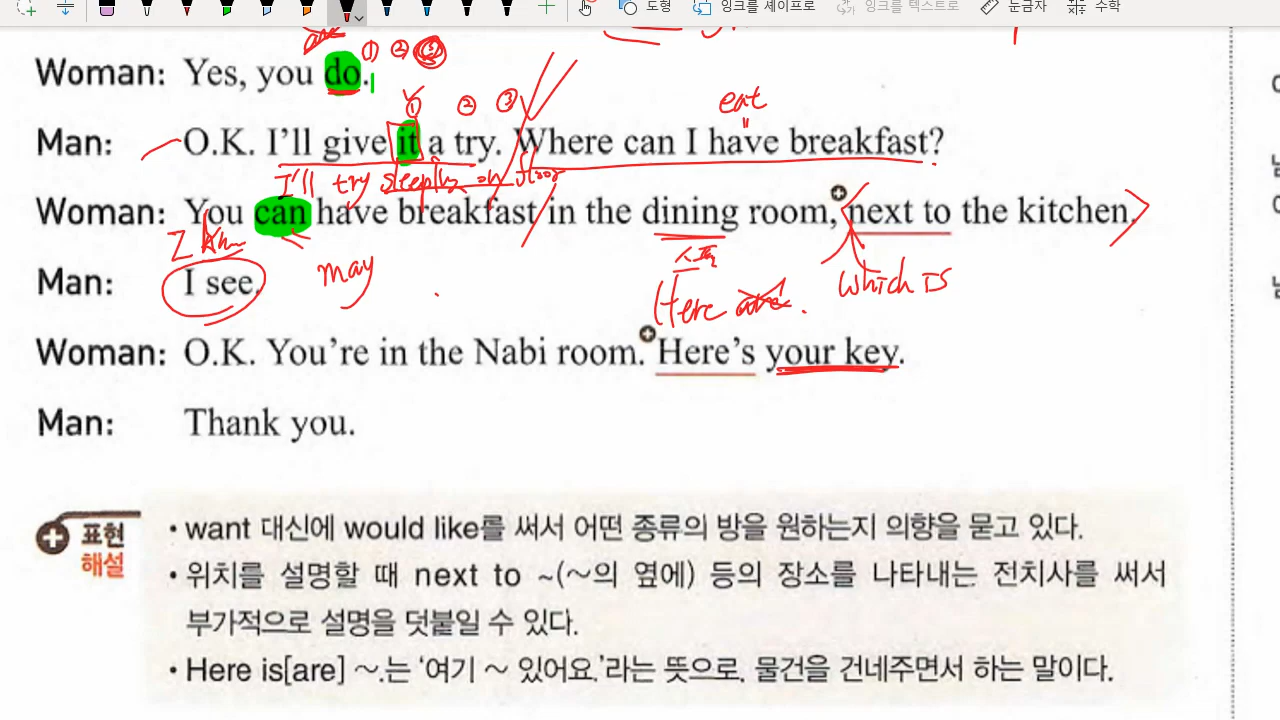 도형 잉크를 셰이프로 잉크를 텍스트로 눈금자 수학
① ② ③
Woman: Yes, you do.
① ② ③ eat
Man: O.K. I'll give it a try. Where can I have breakfast?
I'll try sleeping on floor
Woman: You can have breakfast in the dining room, next to the kitchen.
may
Man: I see.
Here are. which is
Woman: O.K. You're in the Nabi room. Here's your key.
Man: Thank you.
표현
해설
• want 대신에 would like를 써서 어떤 종류의 방을 원하는지 의향을 묻고 있다.
• 위치를 설명할 때 next to ~(~의 옆에) 등의 장소를 나타내는 전치사를 써서
부가적으로 설명을 덧붙일 수 있다.
• Here is[are] ~.는 '여기 ~ 있어요.'라는 뜻으로, 물건을 건네주면서 하는 말이다.